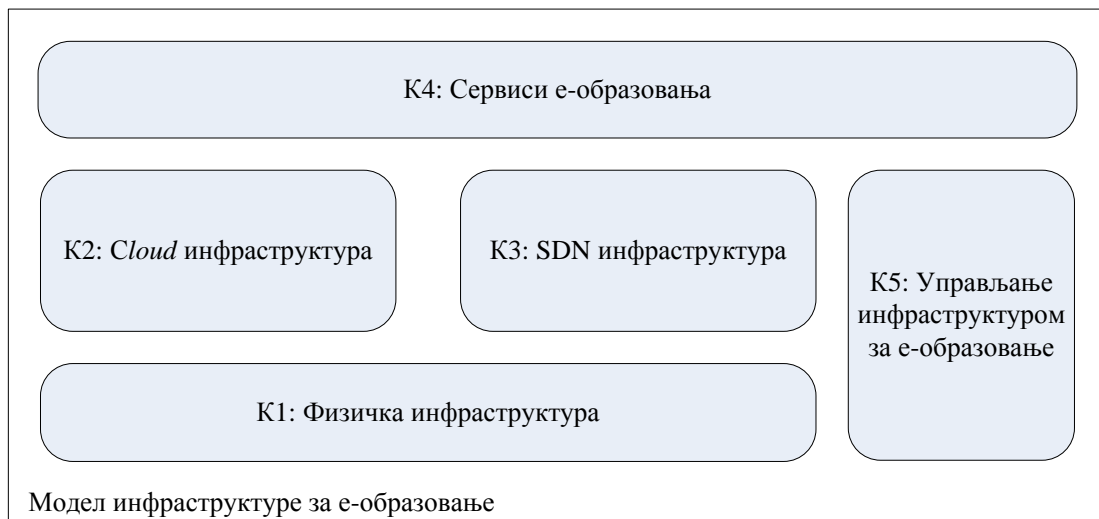 К4: Сервиси е-образовања
К2: Cloud инфраструктура
К3: SDN инфраструктура
К5: Управљање
инфраструктуром
за е-образовање
К1: Физичка инфраструктура
Модел инфраструктуре за е-образовање